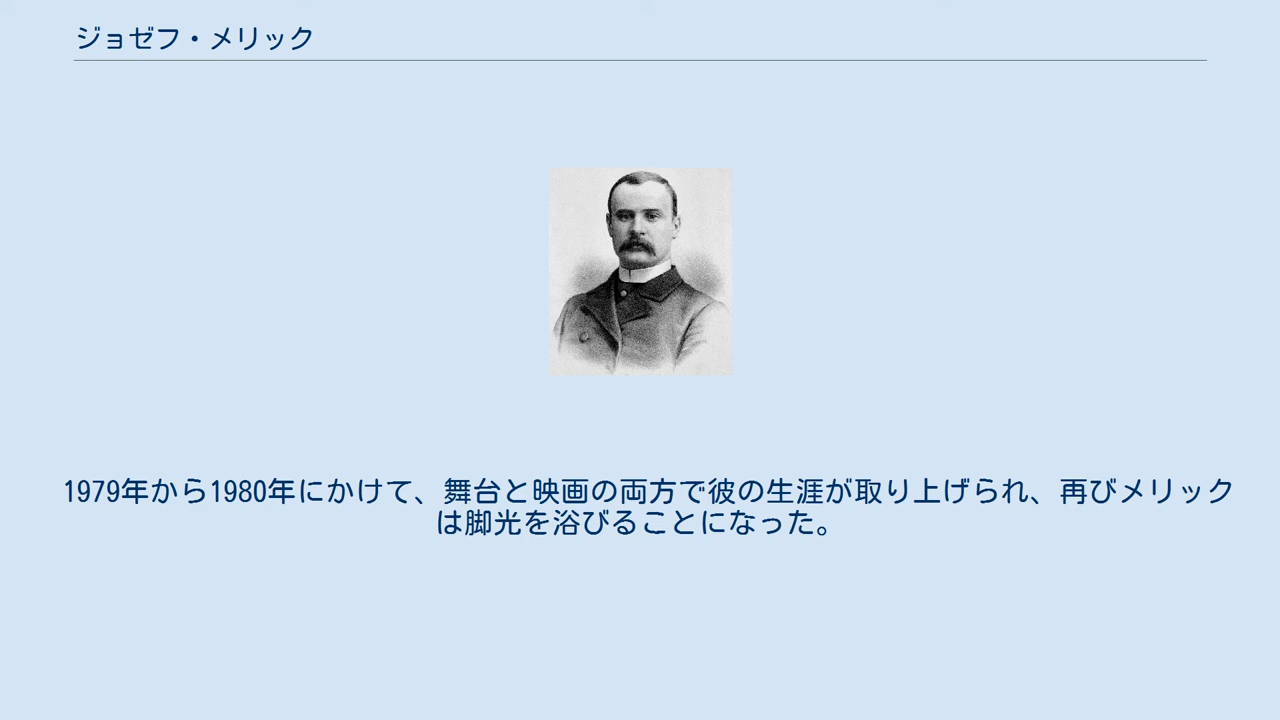 ジョゼフ・メリック
1979年から1980年にかけて、舞台と映画の両方で彼の生涯が取り上げられ、再びメリック
は脚光を浴びることになった。